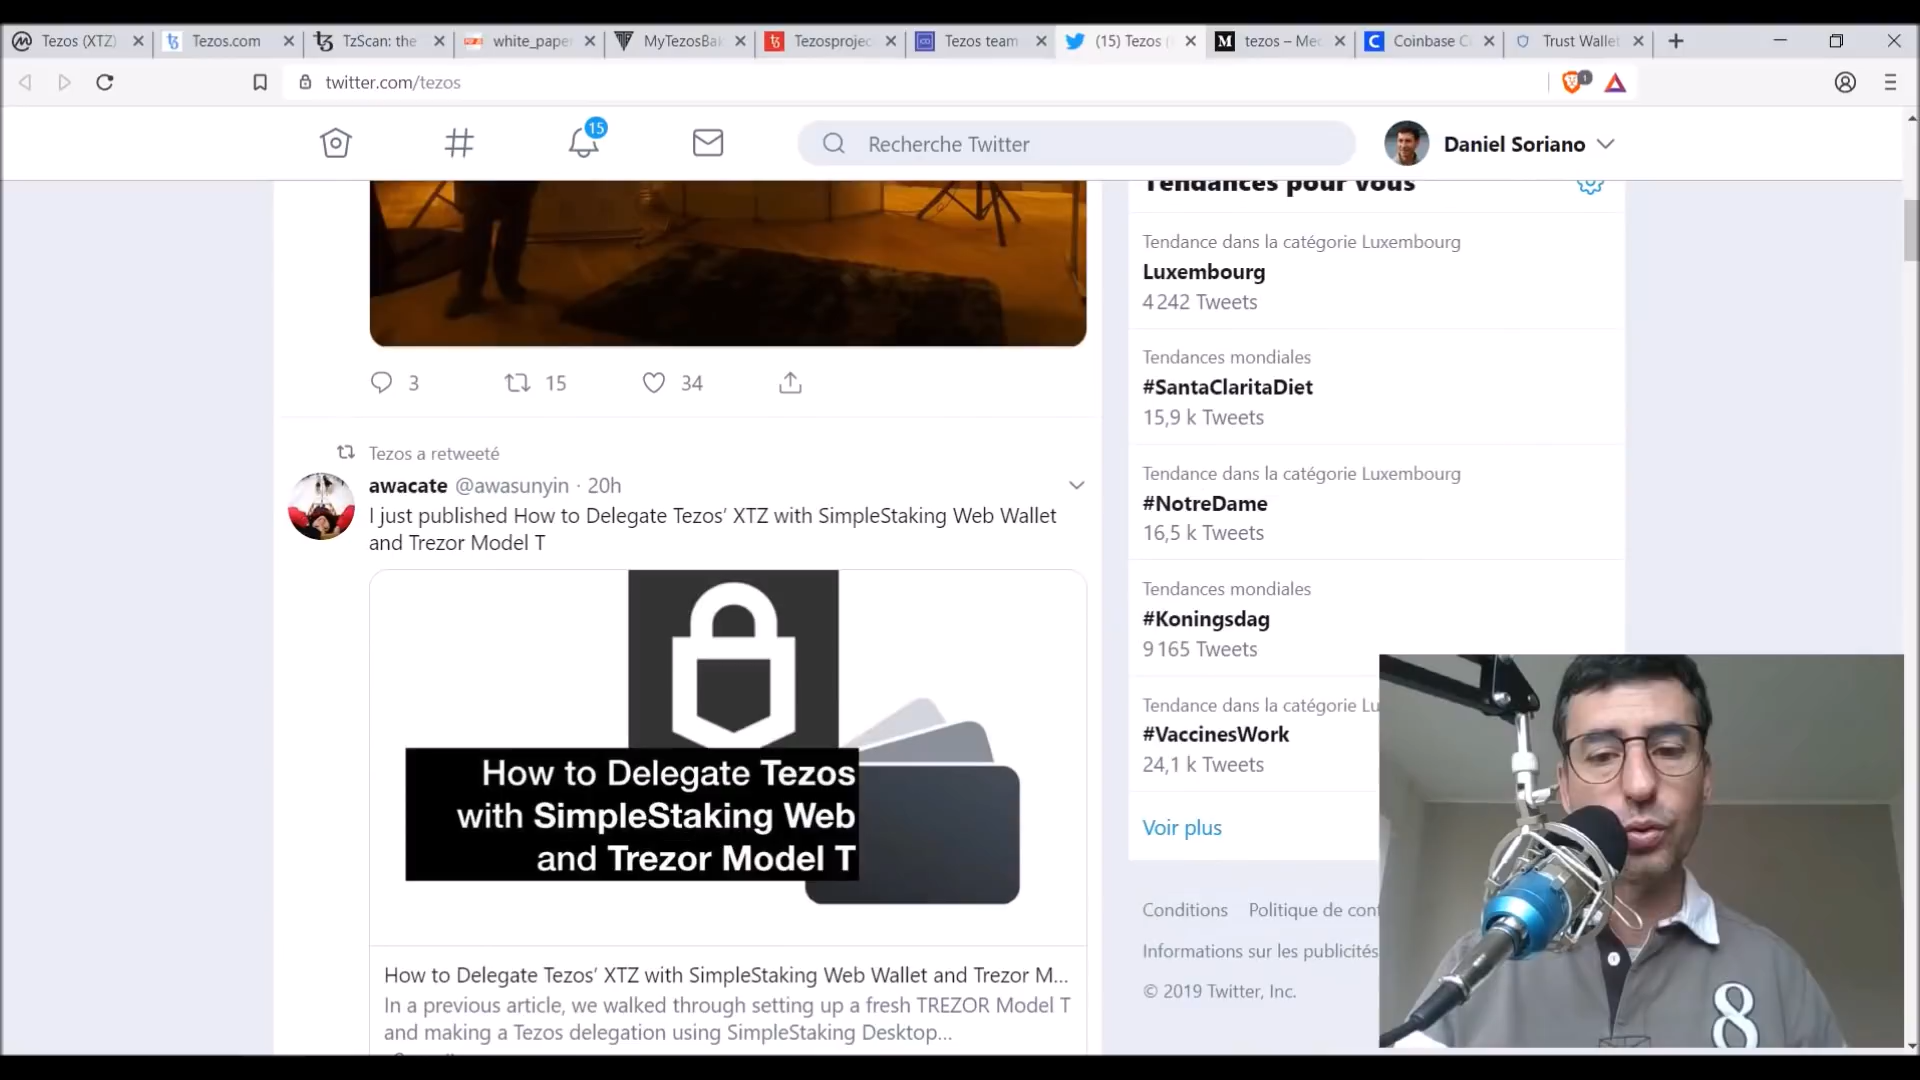 Tezos (XTZ)
Tezos.com
TzScan: the
white_pape
MyTezosBa
Tezosprojec
Tezos team
(15) Tezos
tezos – Me
Coinbase C
Trust Wallet
twitter.com/tezos
15
Recherche Twitter
Daniel Soriano
3
15
34
Tezos a retweeté
awacate @awasunyin · 20h
I just published How to Delegate Tezos’ XTZ with SimpleStaking Web Wallet
and Trezor Model T
How to Delegate Tezos
with SimpleStaking Web
and Trezor Model T
How to Delegate Tezos’ XTZ with SimpleStaking Web Wallet and Trezor M...
In a previous article, we walked through setting up a fresh TREZOR Model T
and making a Tezos delegation using SimpleStaking Desktop...
Tendances pour vous
Tendance dans la catégorie Luxembourg
Luxembourg
4 242 Tweets
Tendances mondiales
#SantaClaritaDiet
15,9 k Tweets
Tendance dans la catégorie Luxembourg
#NotreDame
16,5 k Tweets
Tendances mondiales
#Koningsdag
9 165 Tweets
Tendance dans la catégorie Lu
#VaccinesWork
24,1 k Tweets
Voir plus
Conditions Politique de conf
Informations sur les publicités
© 2019 Twitter, Inc.
8